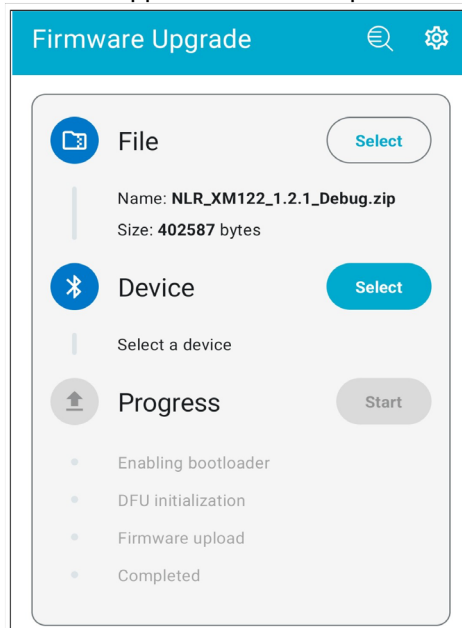 Firmware Upgrade
File
Select
Name: NLR_XM122_1.2.1_Debug.zip
Size: 402587 bytes
Device
Select
Select a device
Progress
Start
Enabling bootloader
DFU initialization
Firmware upload
Completed